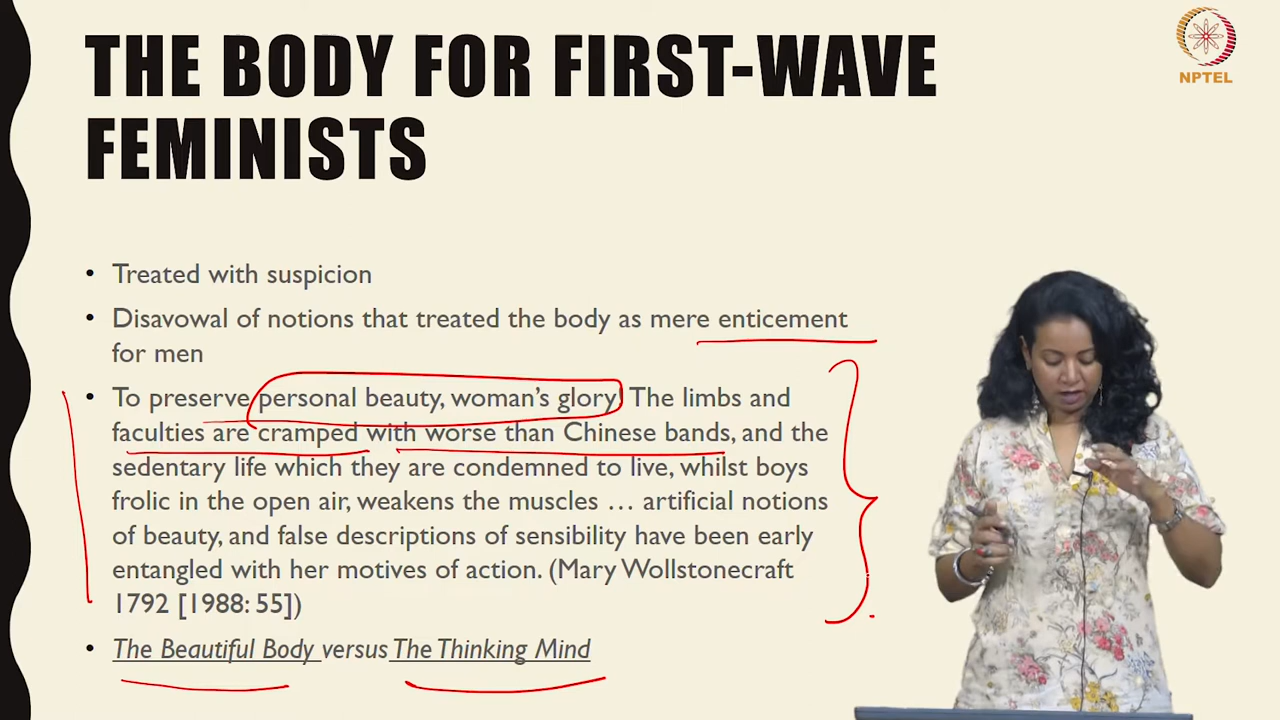 THE BODY FOR FIRST-WAVE
FEMINISTS
NPTEL
• Treated with suspicion
• Disavowal of notions that treated the body as mere enticement
for men
• To preserve personal beauty, woman's glory! The limbs and
faculties are cramped with worse than Chinese bands, and the
sedentary life which they are condemned to live, whilst boys
frolic in the open air, weakens the muscles … artificial notions
of beauty, and false descriptions of sensibility have been early
entangled with her motives of action. (Mary Wollstonecraft
1792 [1988: 55])
• The Beautiful Body versus The Thinking Mind